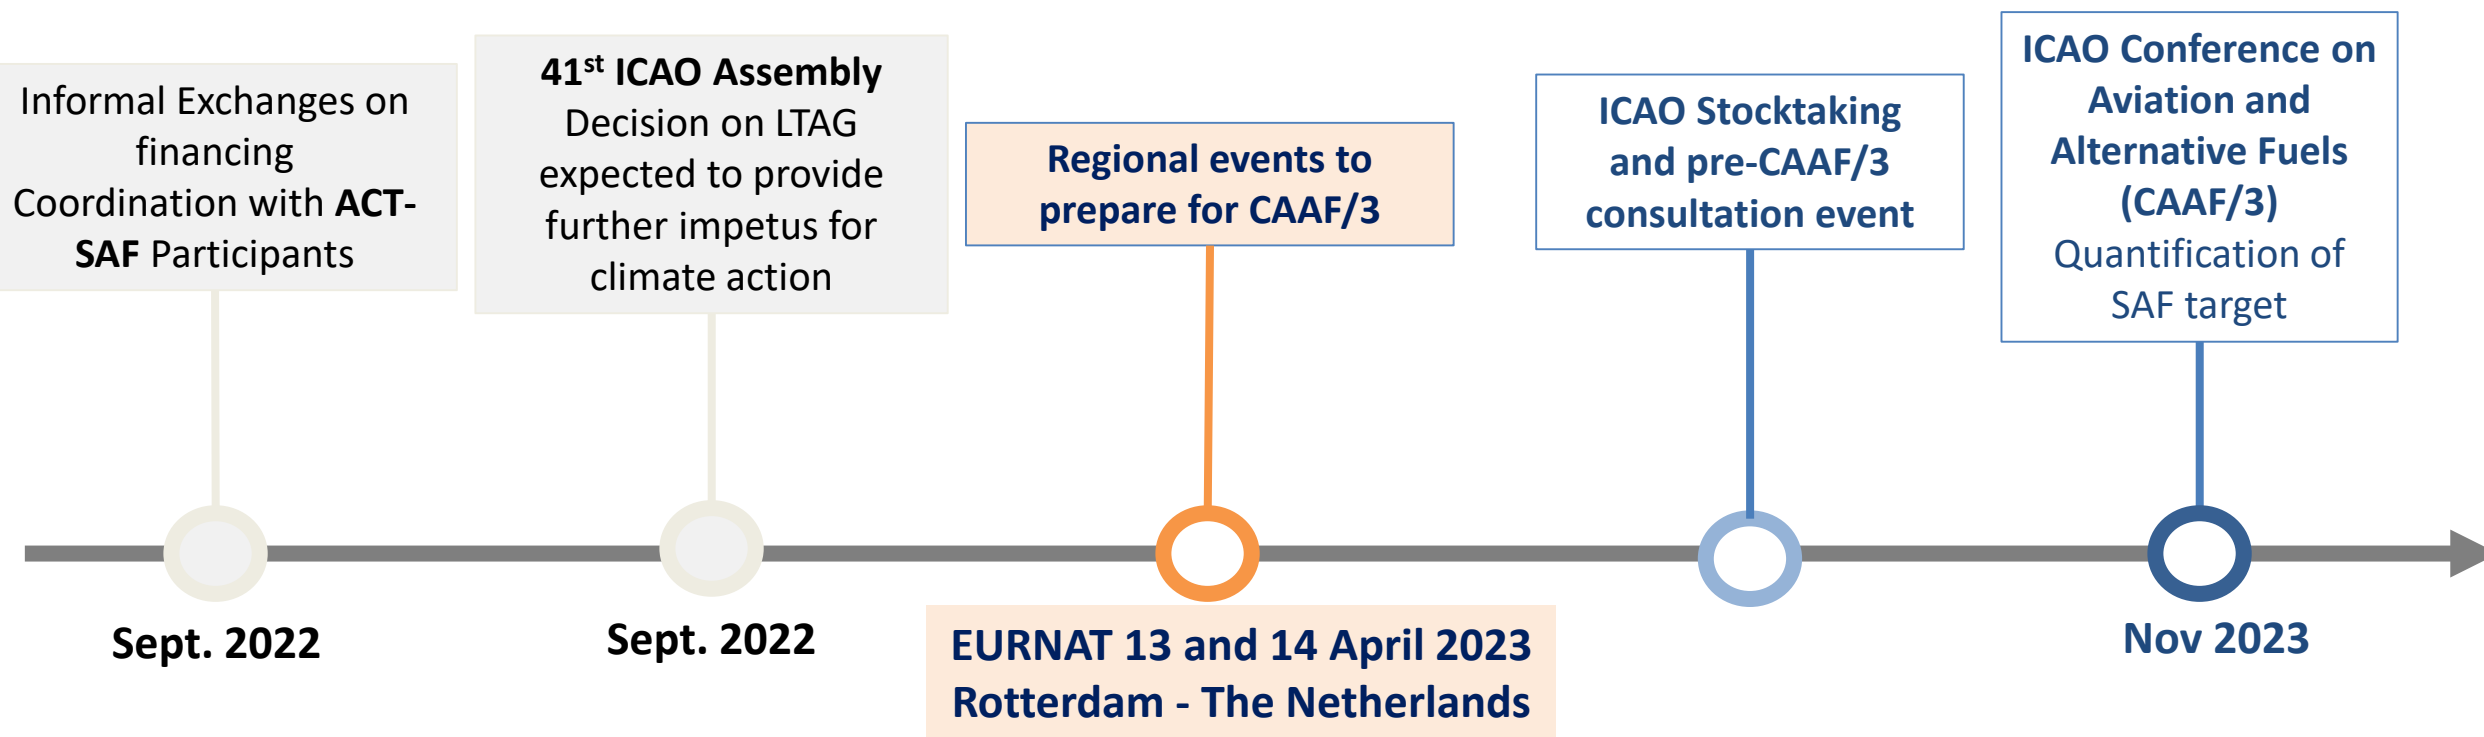 Informal Exchanges on
financing
Coordination with ACT-
SAF Participants
41st ICAO Assembly
Decision on LTAG
expected to provide
further impetus for
climate action
Regional events to
prepare for CAAF/3
ICAO Stocktaking
and pre-CAAF/3
consultation event
ICAO Conference on
Aviation and
Alternative Fuels
(CAAF/3)
Quantification of
SAF target
Sept. 2022
Sept. 2022
EURNAT 13 and 14 April 2023
Rotterdam - The Netherlands
Nov 2023